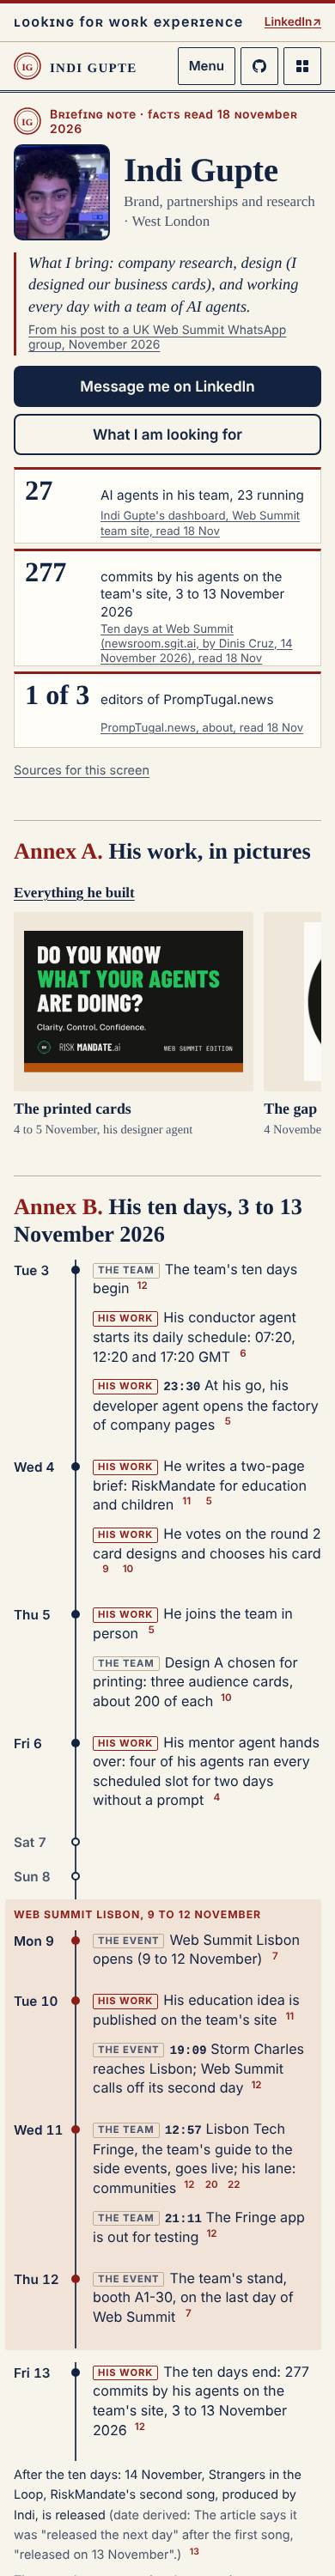 Looking for work experience LinkedIn↗
IG INDI GUPTE Menu
IG Briefing note · facts read 18 November
2026
Indi Gupte
Brand, partnerships and research
· West London
What I bring: company research, design (I
designed our business cards), and working
every day with a team of AI agents.
From his post to a UK Web Summit WhatsApp
group, November 2026
Message me on LinkedIn
What I am looking for
27 AI agents in his team, 23 running
Indi Gupte's dashboard, Web Summit
team site, read 18 Nov
277 commits by his agents on the
team's site, 3 to 13 November
2026
Ten days at Web Summit
(newsroom.sgit.ai, by Dinis Cruz, 14
November 2026), read 18 Nov
1 of 3 editors of PrompTugal.news
PrompTugal.news, about, read 18 Nov
Sources for this screen
Annex A. His work, in pictures
Everything he built
DO YOU KNOW
WHAT YOUR AGENTS
ARE DOING?
Clarity. Control. Confidence.
RISK MANDATE.ai WEB SUMMIT EDITION
The printed cards The gap
4 to 5 November, his designer agent 4 Novembe
Annex B. His ten days, 3 to 13
November 2026
Tue 3 THE TEAM The team's ten days
begin 12
HIS WORK His conductor agent
starts its daily schedule: 07:20,
12:20 and 17:20 GMT 6
HIS WORK 23:30 At his go, his
developer agent opens the factory
of company pages 5
Wed 4 HIS WORK He writes a two-page
brief: RiskMandate for education
and children 11 5
HIS WORK He votes on the round 2
card designs and chooses his card
9 10
Thu 5 HIS WORK He joins the team in
person 5
THE TEAM Design A chosen for
printing: three audience cards,
about 200 of each 10
Fri 6 HIS WORK His mentor agent hands
over: four of his agents ran every
scheduled slot for two days
without a prompt 4
Sat 7
Sun 8
WEB SUMMIT LISBON, 9 TO 12 NOVEMBER
Mon 9 THE EVENT Web Summit Lisbon
opens (9 to 12 November) 7
Tue 10 HIS WORK His education idea is
published on the team's site 11
THE EVENT 19:09 Storm Charles
reaches Lisbon; Web Summit
calls off its second day 12
Wed 11 THE TEAM 12:57 Lisbon Tech
Fringe, the team's guide to the
side events, goes live; his lane:
communities 12 20 22
THE TEAM 21:11 The Fringe app
is out for testing 12
Thu 12 THE EVENT The team's stand,
booth A1-30, on the last day of
Web Summit 7
Fri 13 HIS WORK The ten days end: 277
commits by his agents on the
team's site, 3 to 13 November
2026 12
After the ten days: 14 November, Strangers in the
Loop, RiskMandate's second song, produced by
Indi, is released (date derived: The article says it
was "released the next day" after the first song,
"released on 13 November".) 13